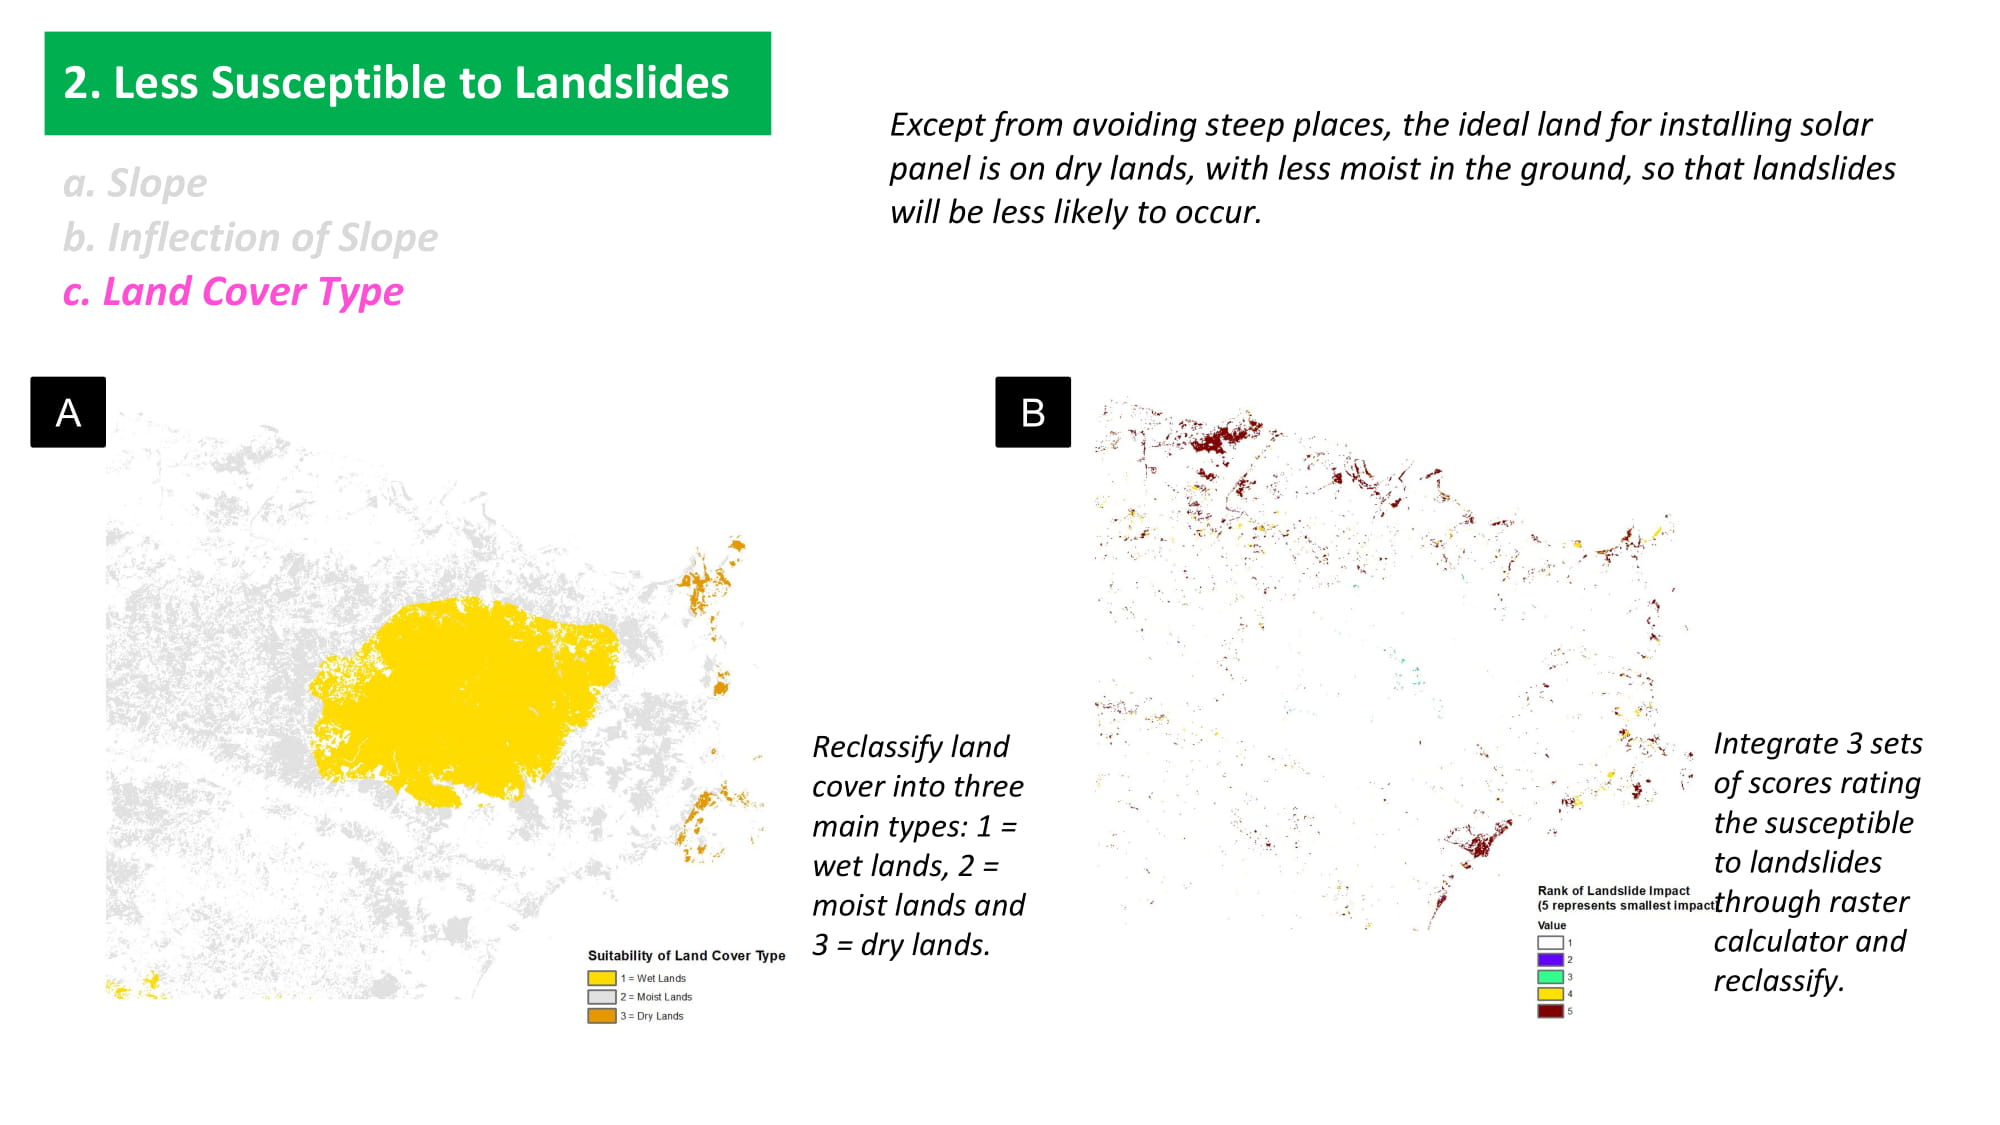 2. Less Susceptible to Landslides
a. Slope
b. Inflection of Slope
c. Land Cover Type
Except from avoiding steep places, the ideal land for installing solar
panel is on dry lands, with less moist in the ground, so that landslides
will be less likely to occur.
A
Reclassify land
cover into three
main types: 1 =
wet lands, 2 =
moist lands and
3 = dry lands.
Suitability of Land Cover Type
1 = Wet Lands
2 = Moist Lands
3 = Dry Lands
B
Integrate 3 sets
of scores rating
the susceptible
to landslides
through raster
calculator and
reclassify.
Rank of Landslide Impact
(5 represents smallest impact
Value
1
2
3
4
5